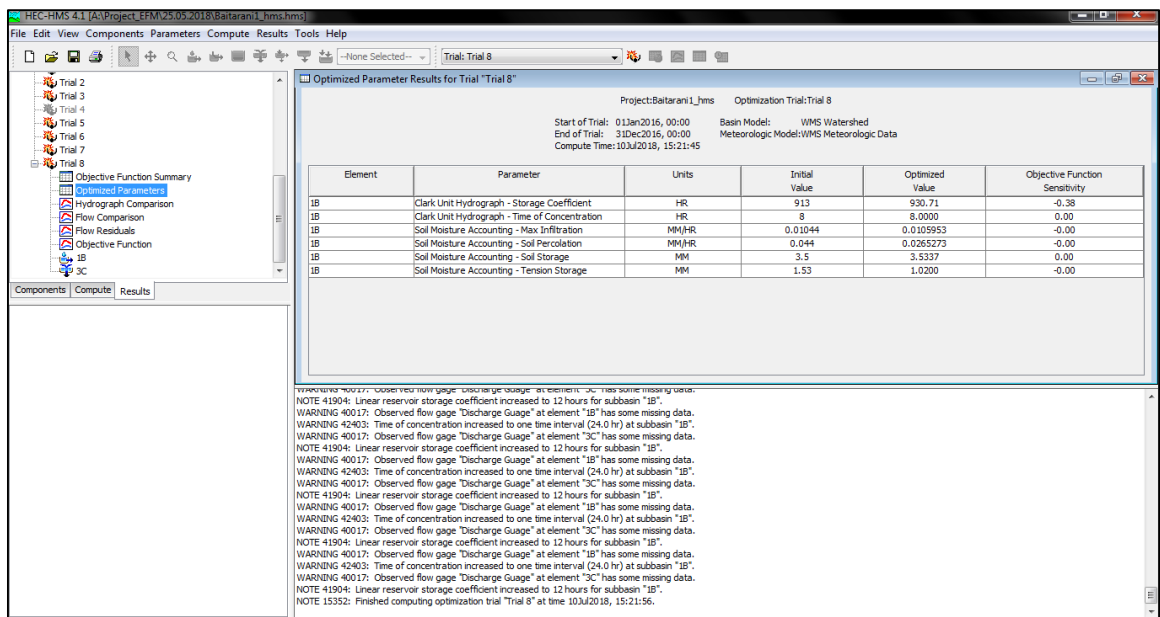 HEC-HMS 4.1 [A:\Project_EFM\25.05.2018\Baitarani1_hms.hms]
File Edit View Components Parameters Compute Results Tools Help
--None Selected-- Trial: Trial 8
Trial 2
Trial 3
Trial 4
Trial 5
Trial 6
Trial 7
Trial 8
Objective Function Summary
Optimized Parameters
Hydrograph Comparison
Flow Comparison
Flow Residuals
Objective Function
1B
3C
Components Compute Results
Optimized Parameter Results for Trial "Trial 8"
Project:Baitarani1_hms Optimization Trial:Trial 8
Start of Trial: 01Jan2016, 00:00 Basin Model: WMS Watershed
End of Trial: 31Dec2016, 00:00 Meteorologic Model:WMS Meteorologic Data
Compute Time:10Jul2018, 15:21:45
Element Parameter Units Initial Value Optimized Value Objective Function Sensitivity
1B Clark Unit Hydrograph - Storage Coefficient HR 913 930.71 -0.38
1B Clark Unit Hydrograph - Time of Concentration HR 8 8.0000 0.00
1B Soil Moisture Accounting - Max Infiltration MM/HR 0.01044 0.0105953 -0.00
1B Soil Moisture Accounting - Soil Percolation MM/HR 0.044 0.0265273 -0.00
1B Soil Moisture Accounting - Soil Storage MM 3.5 3.5337 0.00
1B Soil Moisture Accounting - Tension Storage MM 1.53 1.0200 -0.00
WARNING 40017: Observed flow gage "Discharge Guage" at element "3C" has some missing data.
NOTE 41904: Linear reservoir storage coefficient increased to 12 hours for subbasin "1B".
WARNING 40017: Observed flow gage "Discharge Guage" at element "1B" has some missing data.
WARNING 42403: Time of concentration increased to one time interval (24.0 hr) at subbasin "1B".
WARNING 40017: Observed flow gage "Discharge Guage" at element "3C" has some missing data.
NOTE 41904: Linear reservoir storage coefficient increased to 12 hours for subbasin "1B".
WARNING 40017: Observed flow gage "Discharge Guage" at element "1B" has some missing data.
WARNING 42403: Time of concentration increased to one time interval (24.0 hr) at subbasin "1B".
WARNING 40017: Observed flow gage "Discharge Guage" at element "3C" has some missing data.
NOTE 41904: Linear reservoir storage coefficient increased to 12 hours for subbasin "1B".
WARNING 40017: Observed flow gage "Discharge Guage" at element "1B" has some missing data.
WARNING 42403: Time of concentration increased to one time interval (24.0 hr) at subbasin "1B".
WARNING 40017: Observed flow gage "Discharge Guage" at element "3C" has some missing data.
NOTE 41904: Linear reservoir storage coefficient increased to 12 hours for subbasin "1B".
WARNING 40017: Observed flow gage "Discharge Guage" at element "1B" has some missing data.
WARNING 42403: Time of concentration increased to one time interval (24.0 hr) at subbasin "1B".
WARNING 40017: Observed flow gage "Discharge Guage" at element "3C" has some missing data.
NOTE 41904: Linear reservoir storage coefficient increased to 12 hours for subbasin "1B".
NOTE 15352: Finished computing optimization trial "Trial 8" at time 10Jul2018, 15:21:56.